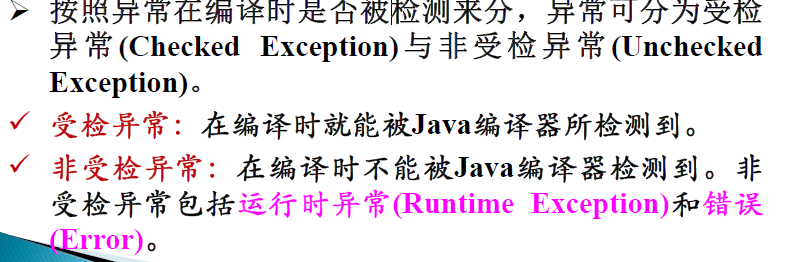 按照异常在编译时是否被检测来分，异常可分为受检
异常(Checked Exception)与非受检异常(Unchecked
Exception)。
受检异常：在编译时就能被Java编译器所检测到。
非受检异常：在编译时不能被Java编译器检测到。非
受检异常包括运行时异常(Runtime Exception)和错误
(Error)。